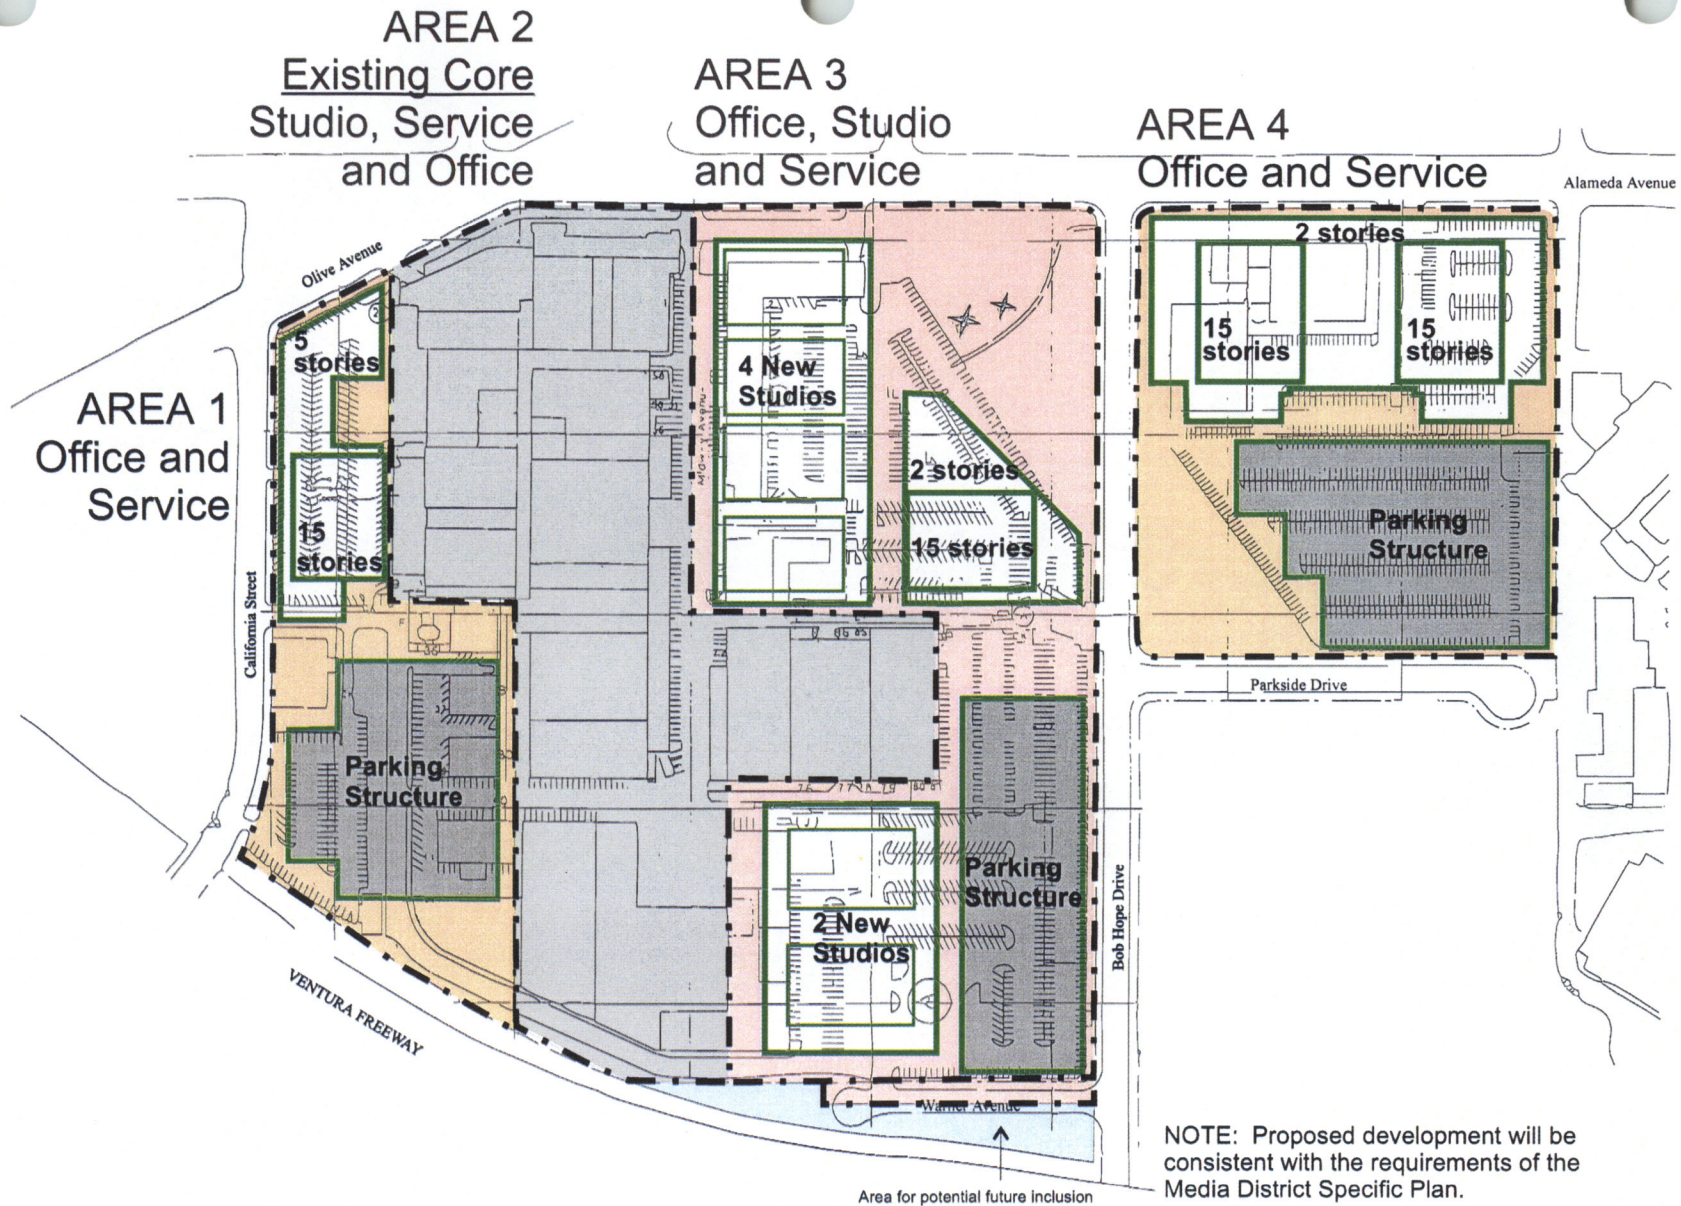 AREA 2
Existing Core
Studio, Service
and Office
AREA 3
Office, Studio
and Service
AREA 4
Office and Service
Alameda Avenue
Olive Avenue
2 stories
5
stories
15
stories
15
stories
4 New
Studios
AREA 1
Office and
Service
2 stories
15 stories
15
stories
Parking
Structure
California Street
Parkside Drive
Parking
Structure
Parking
Structure
2 New
Studios
Bob Hope Drive
VENTURA FREEWAY
Warner Avenue
Area for potential future inclusion
NOTE: Proposed development will be
consistent with the requirements of the
Media District Specific Plan.